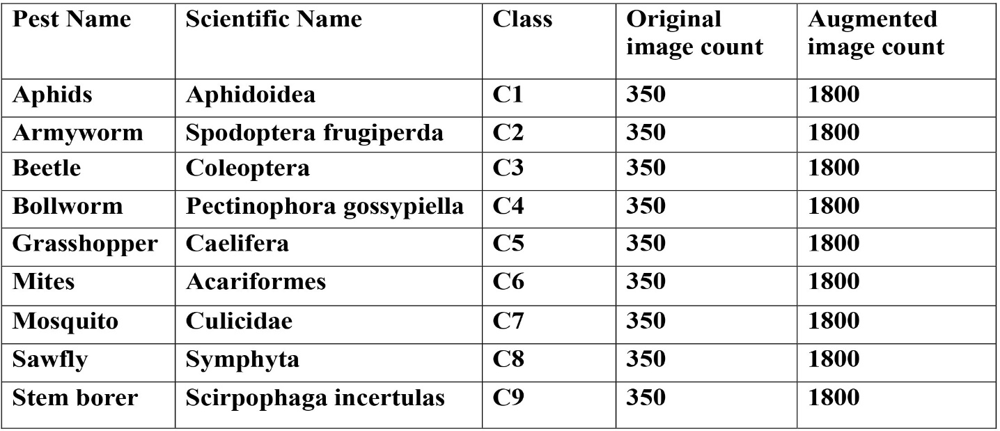 Pest Name Scientific Name Class Original image count Augmented image count
Aphids Aphidoidea C1 350 1800
Armyworm Spodoptera frugiperda C2 350 1800
Beetle Coleoptera C3 350 1800
Bollworm Pectinophora gossypiella C4 350 1800
Grasshopper Caelifera C5 350 1800
Mites Acariformes C6 350 1800
Mosquito Culicidae C7 350 1800
Sawfly Symphyta C8 350 1800
Stem borer Scirpophaga incertulas C9 350 1800